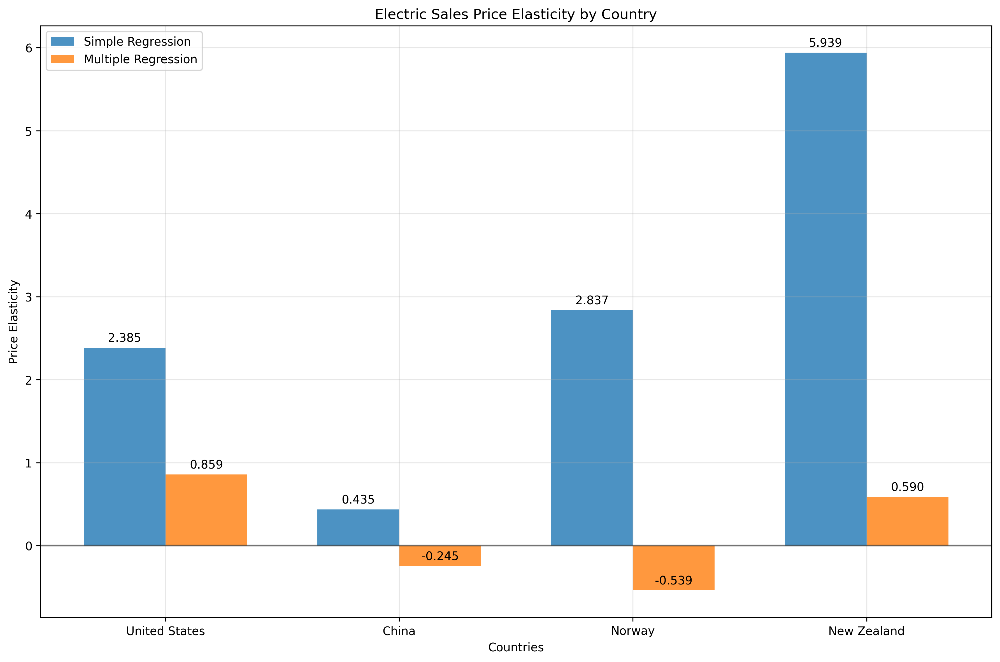 Electric Sales Price Elasticity by Country
Simple Regression
Multiple Regression
Price Elasticity
6
5
4
3
2
1
0
2.385
0.859
0.435
-0.245
2.837
-0.539
5.939
0.590
United States
China
Norway
New Zealand
Countries